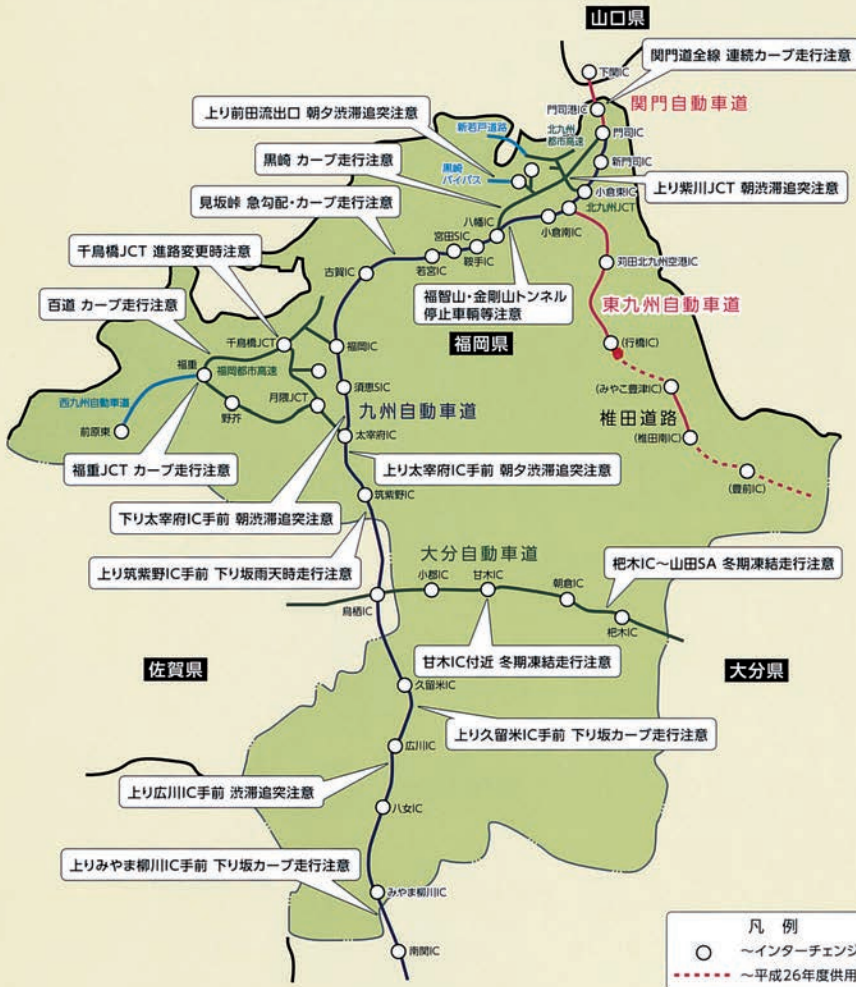 山口県
関門道全線 連続カーブ走行注意
下関IC
関門自動車道
門司港IC
上り前田流出口 朝夕渋滞追突注意
新若戸道路
北九州
都市高速
門司IC
黒崎 カーブ走行注意
黒崎
バイパス
新門司IC
上り紫川JCT 朝渋滞追突注意
小倉東IC
北九州JCT
見坂峠 急勾配・カーブ走行注意
八幡IC
小倉南IC
宮田SIC
鞍手IC
若宮IC
千鳥橋JCT 進路変更時注意
古賀IC
苅田北九州空港IC
福智山・金剛山トンネル
停止車輌等注意
東九州自動車道
百道 カーブ走行注意
福岡県
千鳥橋JCT
福岡IC
(行橋IC)
福重
福岡都市高速
須恵SIC
(みやこ豊津IC)
西九州自動車道
月隈JCT
九州自動車道
野芥
椎田道路
前原東
太宰府IC
(椎田南IC)
福重JCT カーブ走行注意
上り太宰府IC手前 朝夕渋滞追突注意
(豊前IC)
筑紫野IC
下り太宰府IC手前 朝渋滞追突注意
大分自動車道
上り筑紫野IC手前 下り坂雨天時走行注意
杷木IC～山田SA 冬期凍結走行注意
小郡IC
甘木IC
朝倉IC
鳥栖IC
杷木IC
甘木IC付近 冬期凍結走行注意
佐賀県
大分県
久留米IC
上り久留米IC手前 下り坂カーブ走行注意
広川IC
上り広川IC手前 渋滞追突注意
八女IC
上りみやま柳川IC手前 下り坂カーブ走行注意
みやま柳川IC
南関IC
凡 例
～インターチェンジ
～平成26年度供用